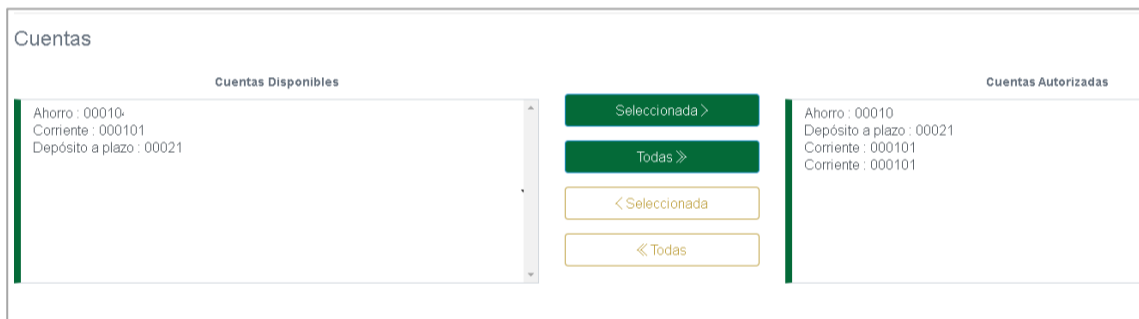 Cuentas
Cuentas Disponibles
Ahorro : 00010
Corriente : 000101
Depósito a plazo : 00021
Seleccionada >
Todas >>
< Seleccionada
<< Todas
Cuentas Autorizadas
Ahorro : 00010
Depósito a plazo : 00021
Corriente : 000101
Corriente : 000101